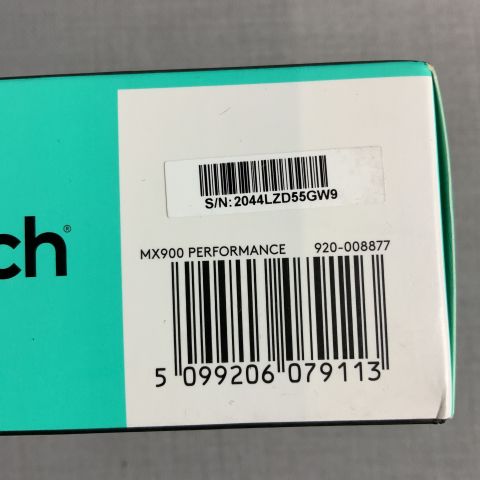 S/N: 2044LZD55GW9
ch®
MX900 PERFORMANCE 920-008877
5 099206 079113